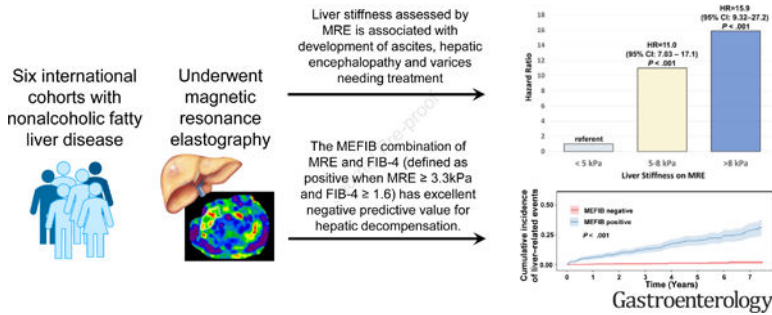 Six international
cohorts with
nonalcoholic fatty
liver disease
Underwent
magnetic
resonance
elastography
Liver stiffness assessed by
MRE is associated with
development of ascites, hepatic
encephalopathy and varices
needing treatment
The MEFIB combination of
MRE and FIB-4 (defined as
positive when MRE ≥ 3.3kPa
and FIB-4 ≥ 1.6) has excellent
negative predictive value for
hepatic decompensation.
Hazard Ratio
18
16
14
12
10
8
6
4
2
0
HR=15.9
(95% CI: 9.32–27.2)
P < .001
HR=11.0
(95% CI: 7.03 – 17.1)
P < .001
referent
< 5 kPa
5-8 kPa
>8 kPa
Liver Stiffness on MRE
Cumulative incidence
of liver-related events
0.50
0.25
0.00
MEFIB negative
MEFIB positive
P < .001
0 1 2 3 4 5 6 7
Time (Years)
Gastroenterology